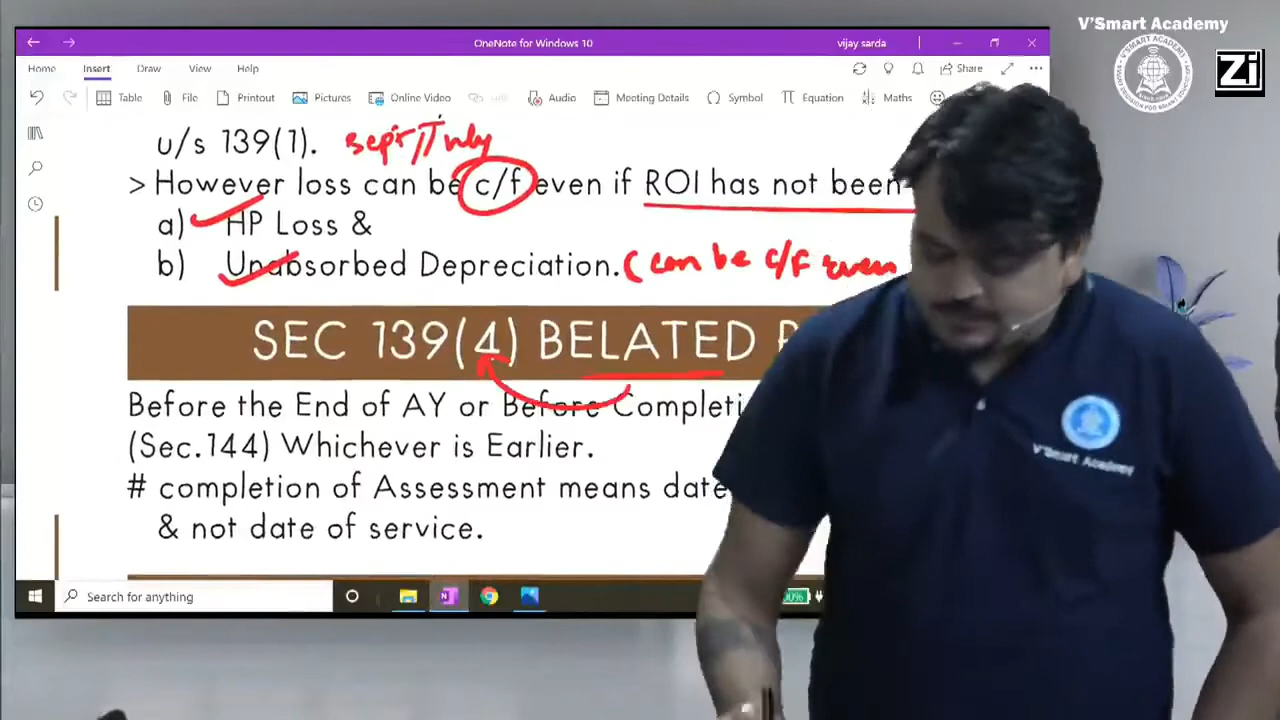 V'Smart Academy
OneNote for Windows 10
vijay sarda
Home Insert Draw View Help
Share
Table File Printout Pictures Online Video Audio Meeting Details Symbol Equation Maths
u/s 139(1). sept/July
> However loss can be c/f even if ROI has not been
a) HP Loss &
b) Unabsorbed Depreciation. (can be c/f even
SEC 139(4) BELATED
Before the End of AY or Before Completi
(Sec.144) Whichever is Earlier.
# completion of Assessment means date
& not date of service.
Search for anything
Zi
V'Smart Academy